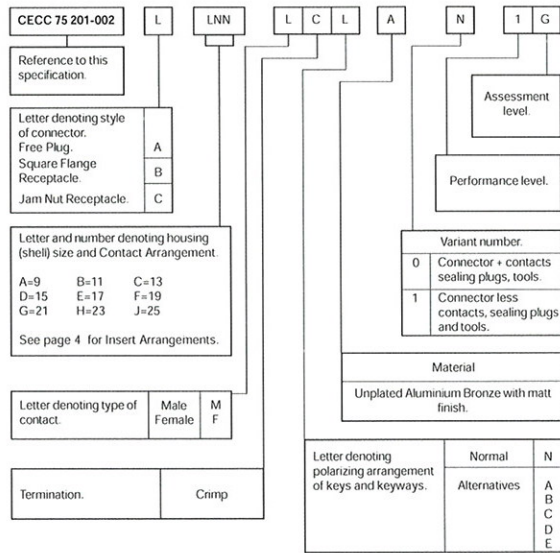 CECC 75 201-002 L LNN L C L A N 1 G
Reference to this
specification.
Assessment
level.
Letter denoting style
of connector.
Free Plug. A
Square Flange
Receptacle. B
Jam Nut Receptacle. C
Performance level.
Letter and number denoting housing
(shell) size and Contact Arrangement.
A=9 B=11 C=13
D=15 E=17 F=19
G=21 H=23 J=25
See page 4 for Insert Arrangements.
Variant number.
0 Connector + contacts
sealing plugs, tools.
1 Connector less
contacts, sealing plugs
and tools.
Material
Unplated Aluminium Bronze with matt
finish.
Letter denoting type of
contact.
Male M
Female F
Letter denoting
polarizing arrangement
of keys and keyways.
Normal N
Alternatives A
B
C
D
E
Termination. Crimp